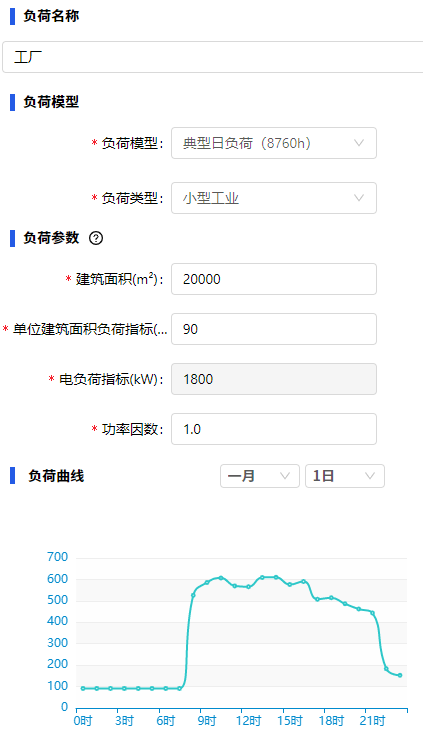 负荷名称
工厂
负荷模型
* 负荷模型: 典型日负荷（8760h）
* 负荷类型: 小型工业
负荷参数 ?
* 建筑面积(m²): 20000
* 单位建筑面积负荷指标(... 90
* 电负荷指标(kW): 1800
* 功率因数: 1.0
负荷曲线 一月 1日
700
600
500
400
300
200
100
0
0时 3时 6时 9时 12时 15时 18时 21时